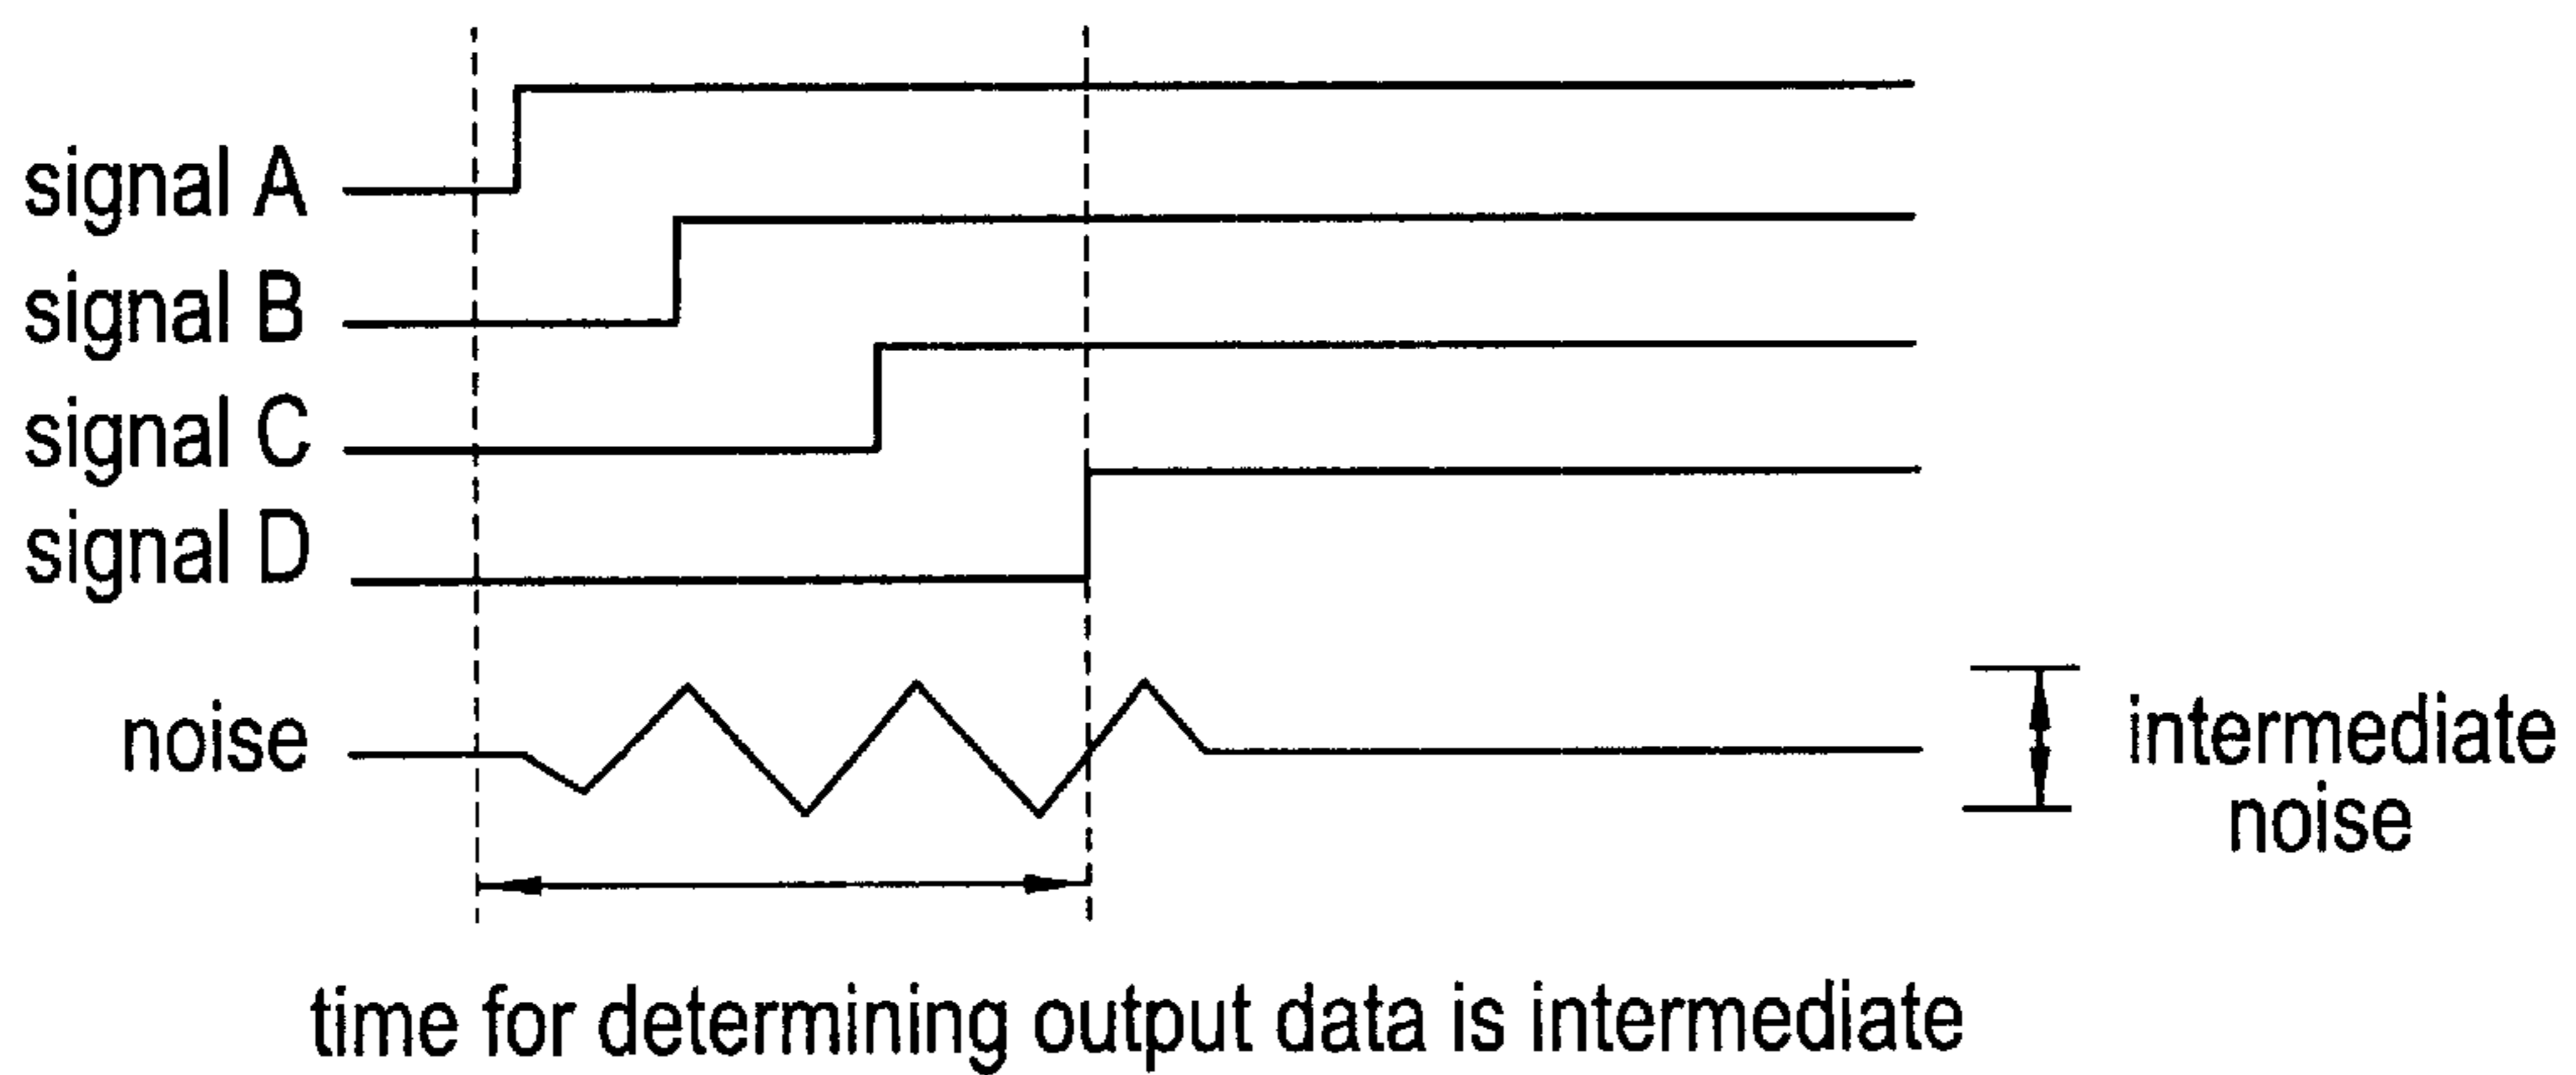 signal A
signal B
signal C
signal D
noise
intermediate
noise
time for determining output data is intermediate